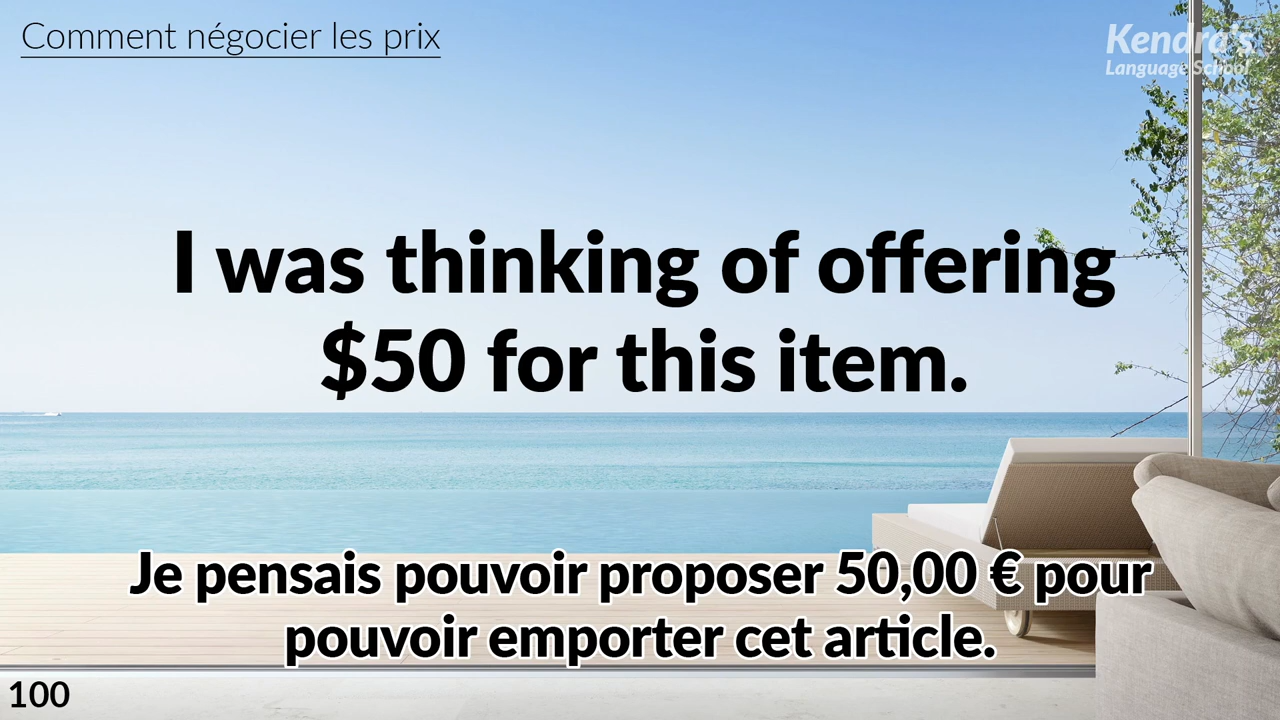 Comment négocier les prix
Kendra's
Language School
I was thinking of offering
$50 for this item.
Je pensais pouvoir proposer 50,00 € pour
pouvoir emporter cet article.
100